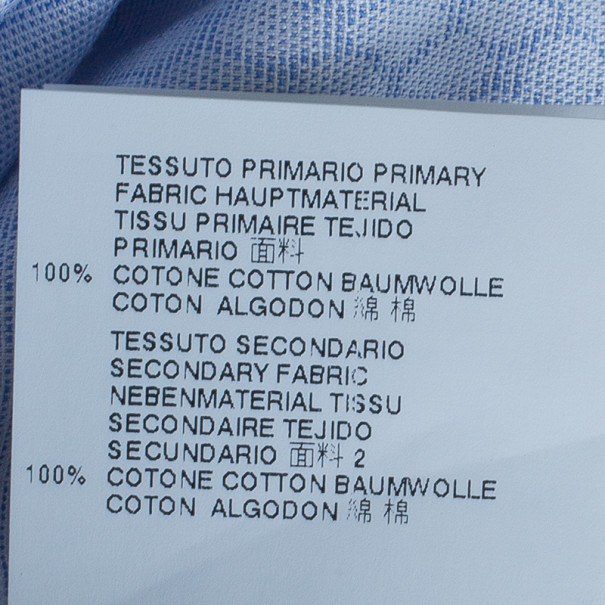 TESSUTO PRIMARIO PRIMARY
FABRIC HAUPTMATERIAL
TISSU PRIMAIRE TEJIDO
PRIMARIO 面料
100% COTONE COTTON BAUMWOLLE
COTON ALGODON 綿 棉
TESSUTO SECONDARIO
SECONDARY FABRIC
NEBENMATERIAL TISSU
SECONDAIRE TEJIDO
SECUNDARIO 面料 2
100% COTONE COTTON BAUMWOLLE
COTON ALGODON 綿 棉